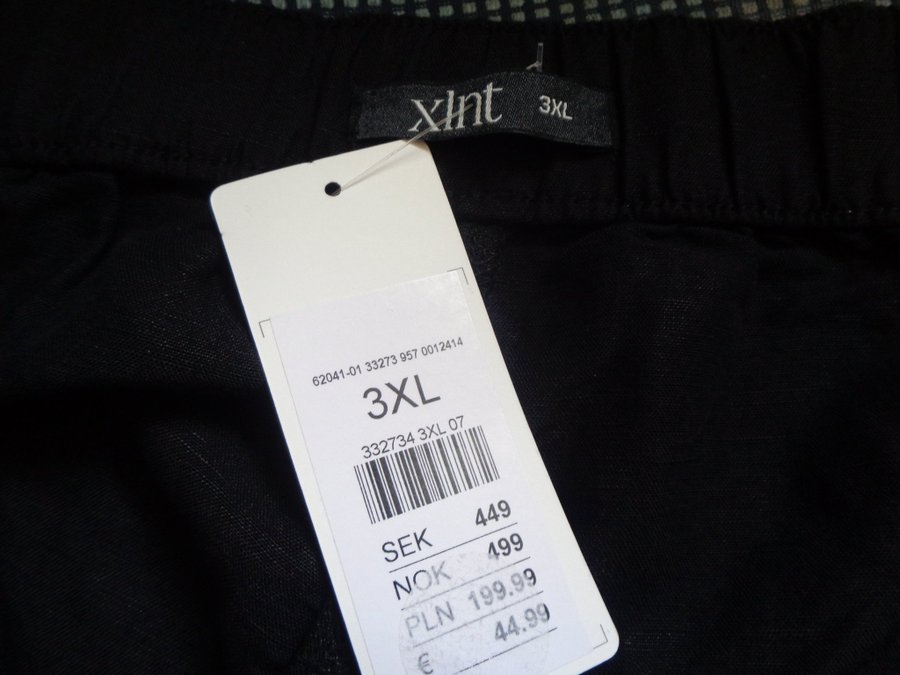 xlnt 3XL
62041-01 33273 957 0012414
3XL
332734 3XL 07
SEK 449
NOK 499
PLN 199.99
€ 44.99